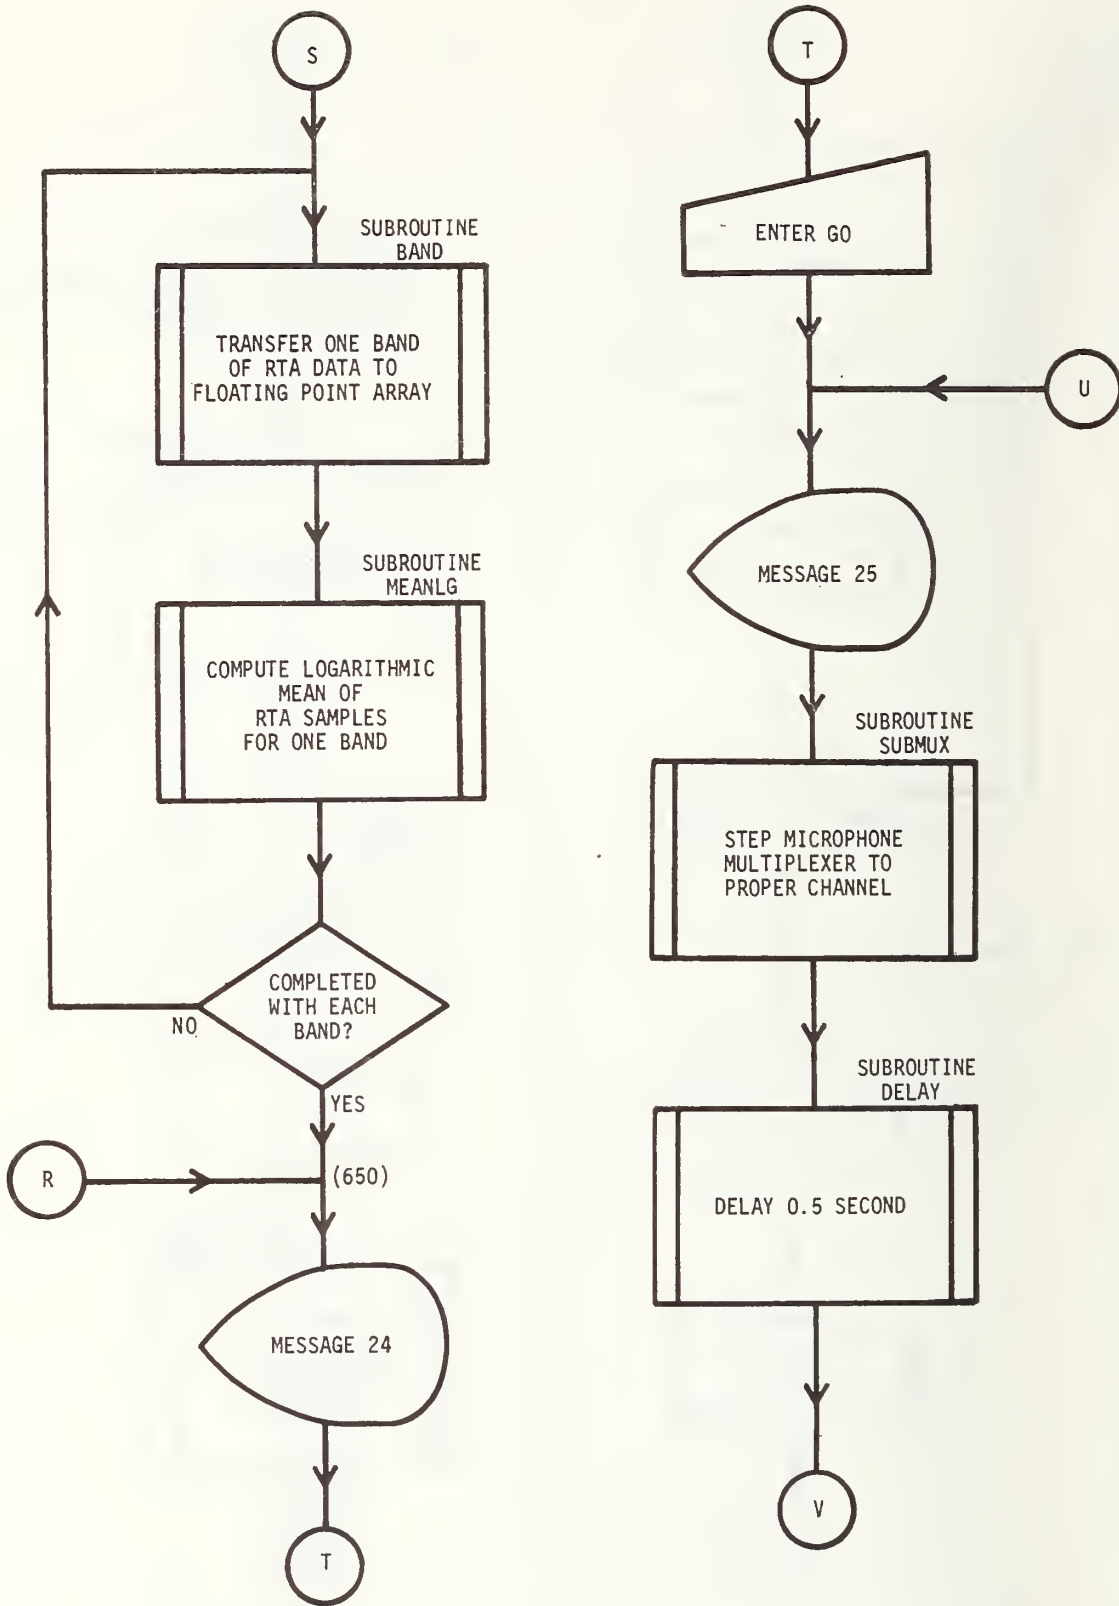 S
SUBROUTINE
BAND
TRANSFER ONE BAND
OF RTA DATA TO
FLOATING POINT ARRAY
SUBROUTINE
MEANLG
COMPUTE LOGARITHMIC
MEAN OF
RTA SAMPLES
FOR ONE BAND
COMPLETED
WITH EACH
BAND?
NO
YES
R
(650)
MESSAGE 24
T
T
ENTER GO
U
MESSAGE 25
SUBROUTINE
SUBMUX
STEP MICROPHONE
MULTIPLEXER TO
PROPER CHANNEL
SUBROUTINE
DELAY
DELAY 0.5 SECOND
V